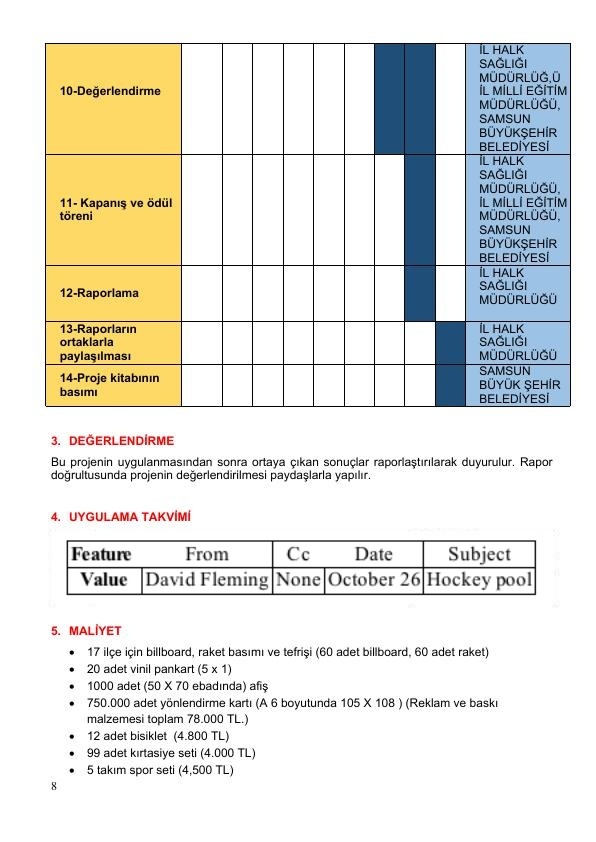 10-Değerlendirme
İL HALK
SAĞLIĞI
MÜDÜRLÜĞ,Ü
İL MİLLİ EĞİTİM
MÜDÜRLÜĞÜ,
SAMSUN
BÜYÜKŞEHİR
BELEDİYESİ
11- Kapanış ve ödül
töreni
İL HALK
SAĞLIĞI
MÜDÜRLÜĞÜ,
İL MİLLİ EĞİTİM
MÜDÜRLÜĞÜ,
SAMSUN
BÜYÜKŞEHİR
BELEDİYESİ
12-Raporlama
İL HALK
SAĞLIĞI
MÜDÜRLÜĞÜ
13-Raporların
ortaklarla
paylaşılması
İL HALK
SAĞLIĞI
MÜDÜRLÜĞÜ
14-Proje kitabının
basımı
SAMSUN
BÜYÜK ŞEHİR
BELEDİYESİ
3. DEĞERLENDİRME
Bu projenin uygulanmasından sonra ortaya çıkan sonuçlar raporlaştırılarak duyurulur. Rapor
doğrultusunda projenin değerlendirilmesi paydaşlarla yapılır.
4. UYGULAMA TAKVİMİ
Feature From Cc Date Subject
Value David Fleming None October 26 Hockey pool
5. MALİYET
• 17 ilçe için billboard, raket basımı ve tefrişi (60 adet billboard, 60 adet raket)
• 20 adet vinil pankart (5 x 1)
• 1000 adet (50 X 70 ebadında) afiş
• 750.000 adet yönlendirme kartı (A 6 boyutunda 105 X 108 ) (Reklam ve baskı
malzemesi toplam 78.000 TL.)
• 12 adet bisiklet (4.800 TL)
• 99 adet kırtasiye seti (4.000 TL)
• 5 takım spor seti (4,500 TL)
8